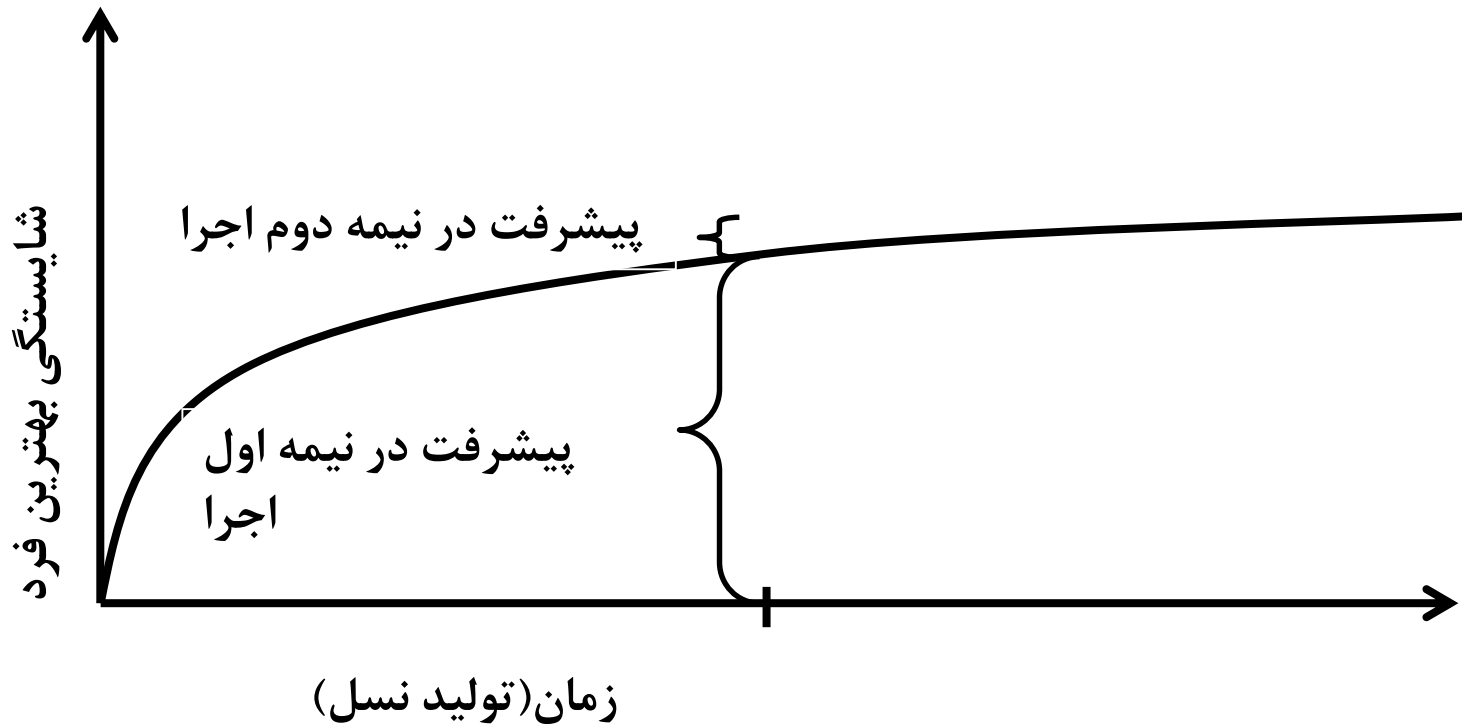 شایستگی بهترین فرد
پیشرفت در نیمه دوم اجرا
پیشرفت در نیمه اول
اجرا
زمان(تولید نسل)